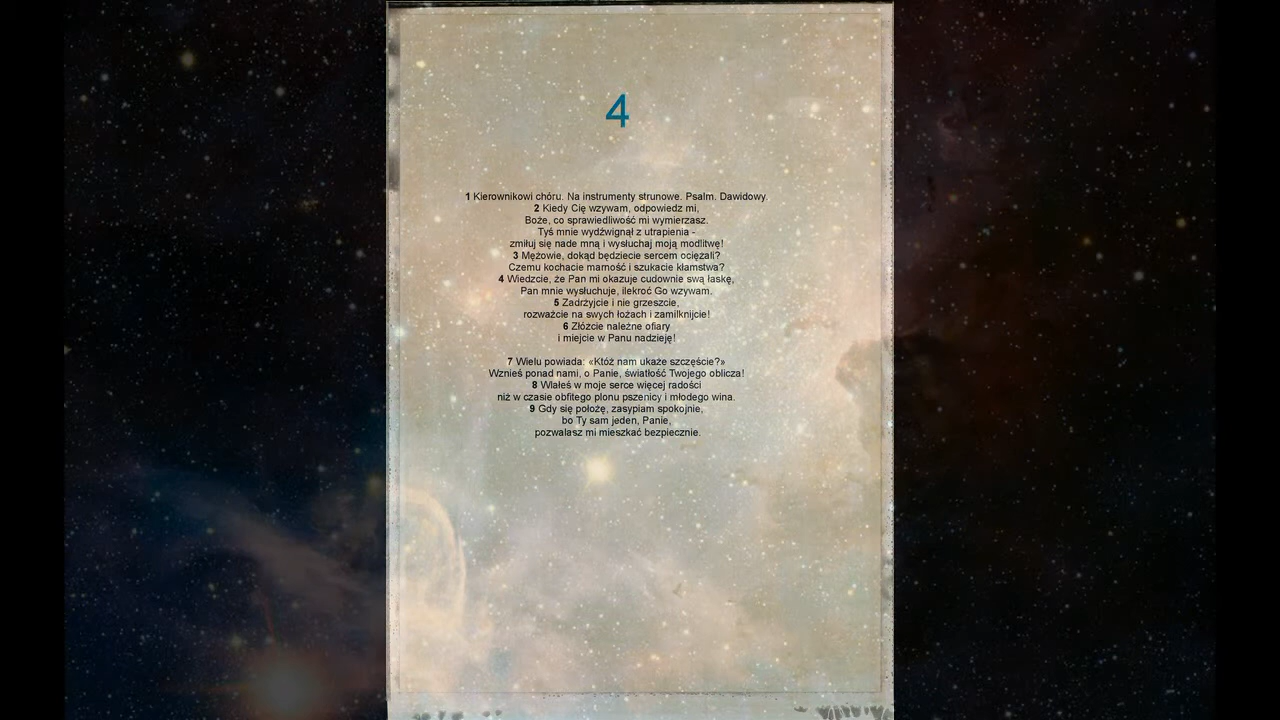 4
1 Kierownikowi chóru. Na instrumenty strunowe. Psalm. Dawidowy.
2 Kiedy Cię wzywam, odpowiedz mi,
Boże, co sprawiedliwość mi wymierzasz.
Tyś mnie wydźwignął z utrapienia -
zmiłuj się nade mną i wysłuchaj moją modlitwę!
3 Mężowie, dokąd będziecie sercem ociężali?
Czemu kochacie marność i szukacie kłamstwa?
4 Wiedzcie, że Pan mi okazuje cudownie swą łaskę,
Pan mnie wysłuchuje, ilekroć Go wzywam.
5 Zadrżyjcie i nie grzeszcie,
rozważcie na swych łożach i zamilknijcie!
6 Złóżcie należne ofiary
i miejcie w Panu nadzieję!
7 Wielu powiada: «Któż nam ukaże szczęście?»
Wznieś ponad nami, o Panie, światłość Twojego oblicza!
8 Wlałeś w moje serce więcej radości
niż w czasie obfitego plonu pszenicy i młodego wina.
9 Gdy się położę, zasypiam spokojnie,
bo Ty sam jeden, Panie,
pozwalasz mi mieszkać bezpiecznie.